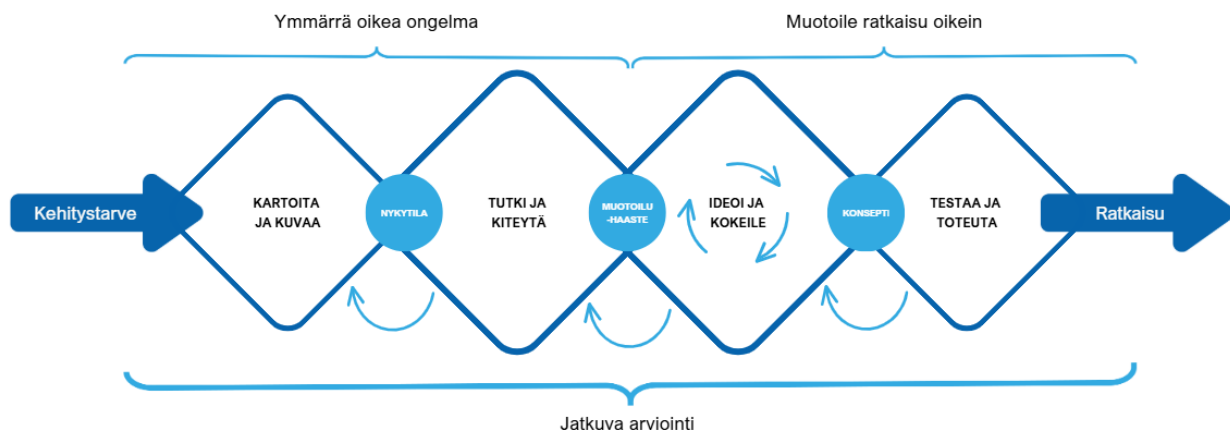 Ymmärrä oikea ongelma
Muotoile ratkaisu oikein
Kehitystarve
KARTOITA
JA KUVAA
NYKYTILA
TUTKI JA
KITEYTÄ
MUOTOILU
-HAASTE
IDEOI JA
KOKEILE
KONSEPTI
TESTAA JA
TOTEUTA
Ratkaisu
Jatkuva arviointi